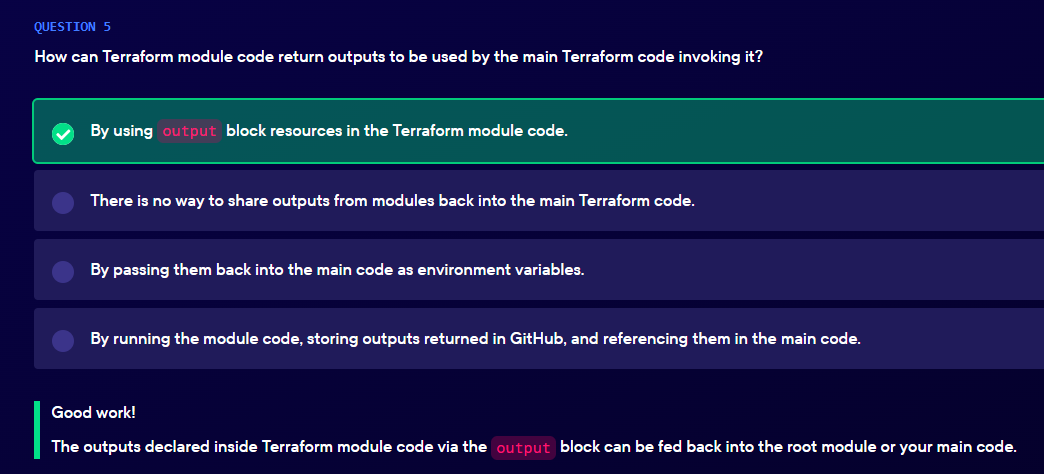 QUESTION 5
How can Terraform module code return outputs to be used by the main Terraform code invoking it?
By using output block resources in the Terraform module code.
There is no way to share outputs from modules back into the main Terraform code.
By passing them back into the main code as environment variables.
By running the module code, storing outputs returned in GitHub, and referencing them in the main code.
Good work!
The outputs declared inside Terraform module code via the output block can be fed back into the root module or your main code.